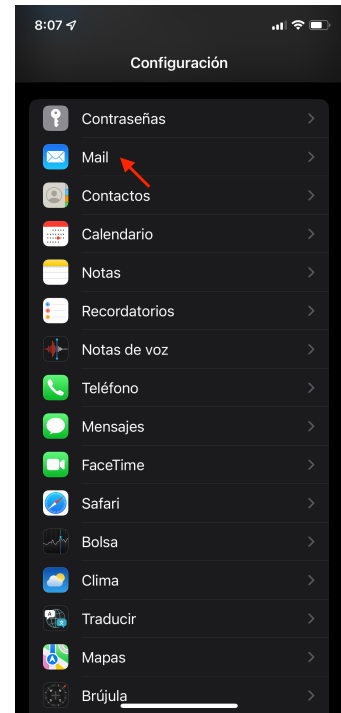 8:07
Configuración
Contraseñas
Mail
Contactos
Calendario
Notas
Recordatorios
Notas de voz
Teléfono
Mensajes
FaceTime
Safari
Bolsa
Clima
Traducir
Mapas
Brújula